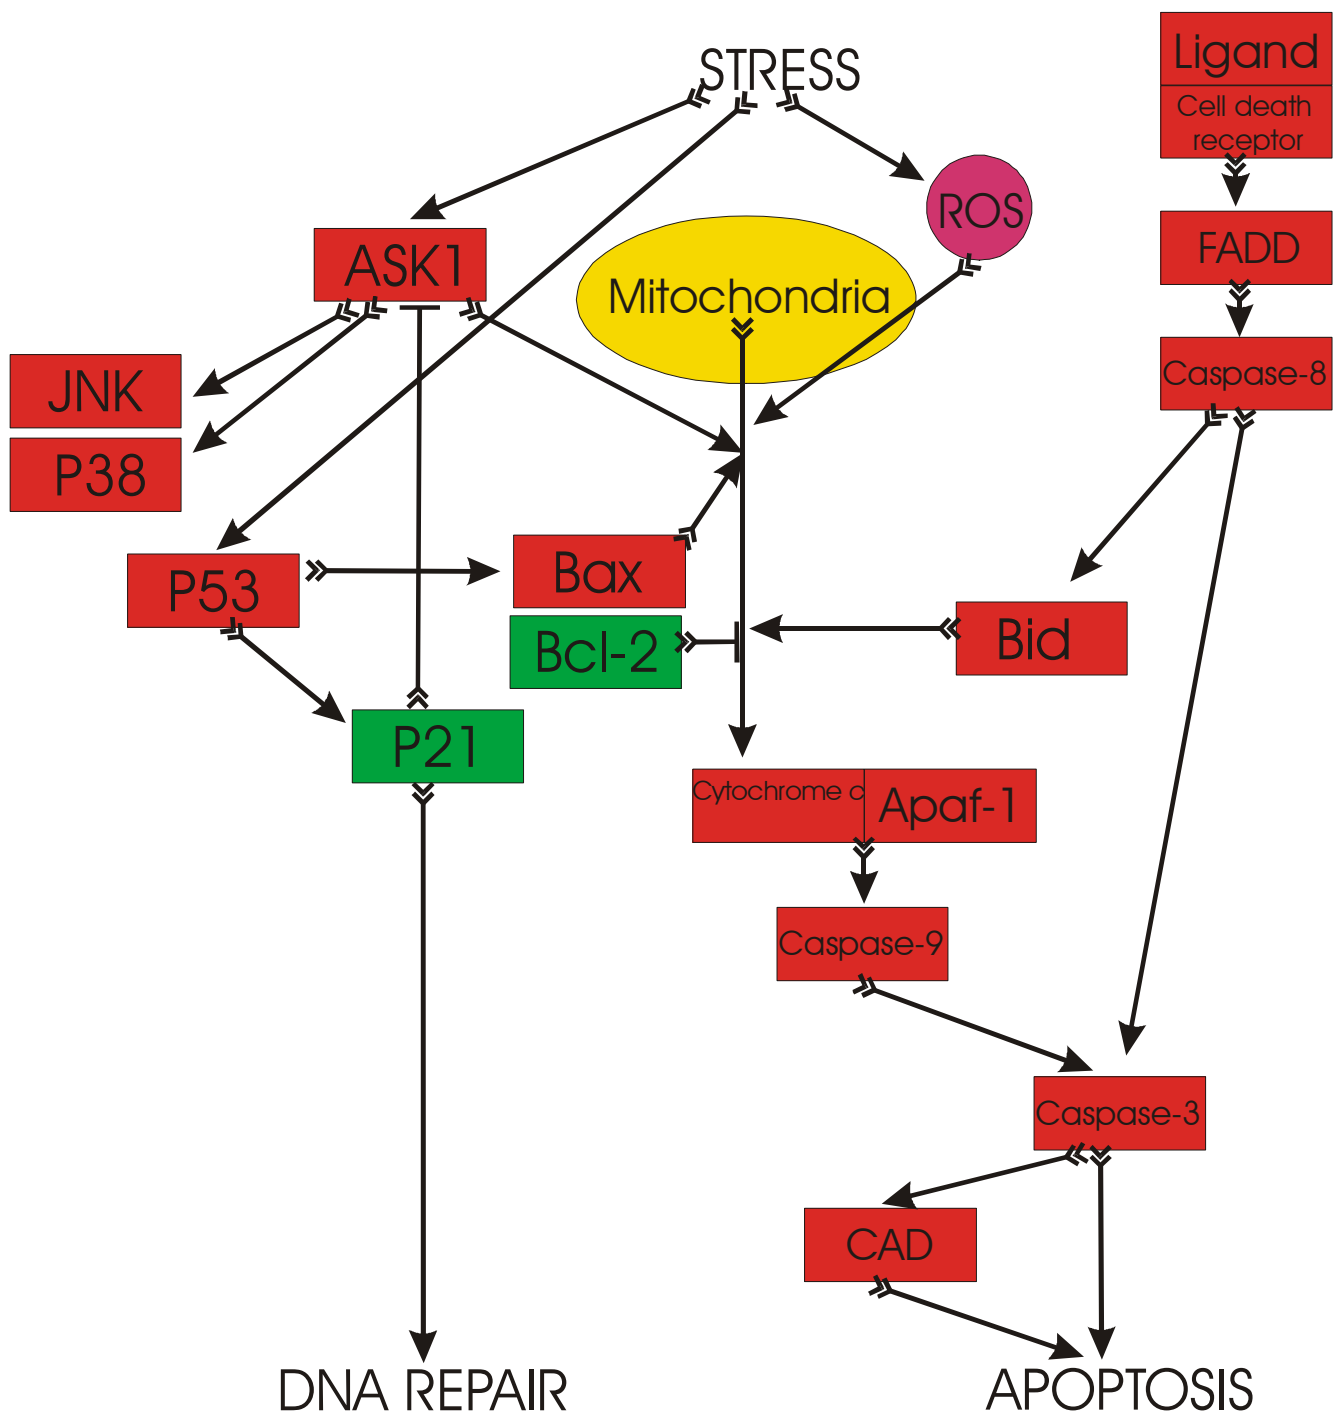 STRESS
Ligand
Cell death
receptor
ROS
ASK1
FADD
Mitochondria
JNK
Caspase-8
P38
P53
Bax
Bcl-2
Bid
P21
Cytochrome c
Apaf-1
Caspase-9
Caspase-3
CAD
DNA REPAIR
APOPTOSIS